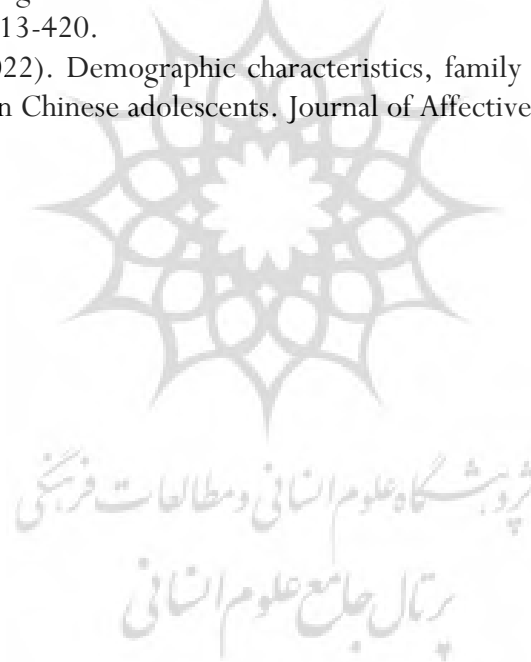 13-420.
022). Demographic characteristics, family
n Chinese adolescents. Journal of Affective
پژوهشگاه علوم انسانی و مطالعات فرهنگی
پرتال جامع علوم انسانی